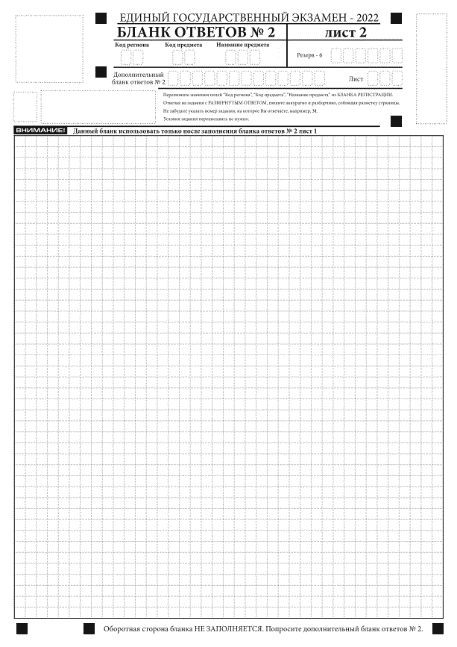 ЕДИНЫЙ ГОСУДАРСТВЕННЫЙ ЭКЗАМЕН - 2022
БЛАНК ОТВЕТОВ № 2
лист 2
Код региона Код предмета Название предмета
Резерв - 6
Дополнительный
бланк ответов № 2
Лист
Перепишите значения полей "Код региона", "Код предмета", "Название предмета" из БЛАНКА РЕГИСТРАЦИИ.
Отвечая на задания с РАЗВЕРНУТЫМ ОТВЕТОМ, пишите аккуратно и разборчиво, соблюдая разметку страницы.
Не забудьте указать номер задания, на которое Вы отвечаете, например, 31.
Условия задания переписывать не нужно.
ВНИМАНИЕ! Данный бланк использовать только после заполнения бланка ответов № 2 лист 1
Оборотная сторона бланка НЕ ЗАПОЛНЯЕТСЯ. Попросите дополнительный бланк ответов № 2.